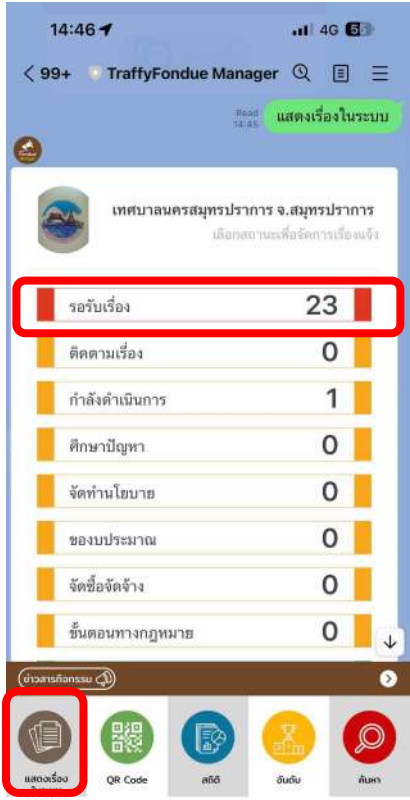 14:46
4G 55
99+ TraffyFondue Manager
Read
14:45
แสดงเรื่องในระบบ
เทศบาลนครสมุทรปราการ จ.สมุทรปราการ
เลือกสถานะเพื่อจัดการเรื่องแจ้ง
รอรับเรื่อง 23
ติดตามเรื่อง 0
กำลังดำเนินการ 1
ศึกษาปัญหา 0
จัดทำนโยบาย 0
ของบประมาณ 0
จัดซื้อจัดจ้าง 0
ขั้นตอนทางกฎหมาย 0
ข่าวสารกิจกรรม
แสดงเรื่อง
ในระบบ
QR Code
สถิติ
อันดับ
ค้นหา